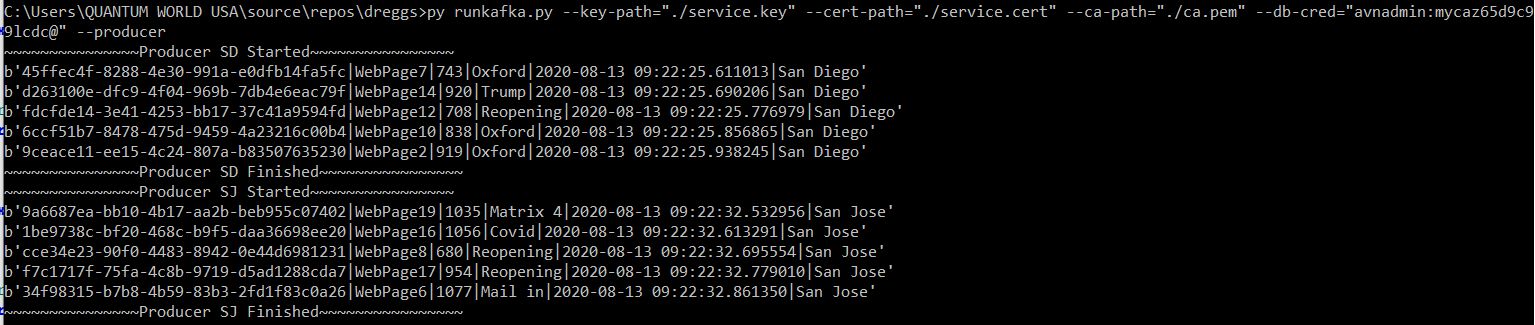 C:\Users\QUANTUM WORLD USA\source\repos\dreggs>py runkafka.py --key-path="./service.key" --cert-path="./service.cert" --ca-path="./ca.pem" --db-cred="avnadmin:mycaz65d9c9
9lcdc@" --producer
~~~~~~~~~~~~~~~~Producer SD Started~~~~~~~~~~~~~~~~~
b'45ffec4f-8288-4e30-991a-e0dfb14fa5fc|WebPage7|743|Oxford|2020-08-13 09:22:25.611013|San Diego'
b'd263100e-dfc9-4f04-969b-7db4e6eac79f|WebPage14|920|Trump|2020-08-13 09:22:25.690206|San Diego'
b'fdcfde14-3e41-4253-bb17-37c41a9594fd|WebPage12|708|Reopening|2020-08-13 09:22:25.776979|San Diego'
b'6ccf51b7-8478-475d-9459-4a23216c00b4|WebPage10|838|Oxford|2020-08-13 09:22:25.856865|San Diego'
b'9ceace11-ee15-4c24-807a-b83507635230|WebPage2|919|Oxford|2020-08-13 09:22:25.938245|San Diego'
~~~~~~~~~~~~~~~~Producer SD Finished~~~~~~~~~~~~~~~~~
~~~~~~~~~~~~~~~~Producer SJ Started~~~~~~~~~~~~~~~~~
b'9a6687ea-bb10-4b17-aa2b-beb955c07402|WebPage19|1035|Matrix 4|2020-08-13 09:22:32.532956|San Jose'
b'1be9738c-bf20-468c-b9f5-daa36698ee20|WebPage16|1056|Covid|2020-08-13 09:22:32.613291|San Jose'
b'cce34e23-90f0-4483-8942-0e44d6981231|WebPage8|680|Reopening|2020-08-13 09:22:32.695554|San Jose'
b'f7c1717f-75fa-4c8b-9719-d5ad1288cda7|WebPage17|954|Reopening|2020-08-13 09:22:32.779010|San Jose'
b'34f98315-b7b8-4b59-83b3-2fd1f83c0a26|WebPage6|1077|Mail in|2020-08-13 09:22:32.861350|San Jose'
~~~~~~~~~~~~~~~~Producer SJ Finished~~~~~~~~~~~~~~~~~